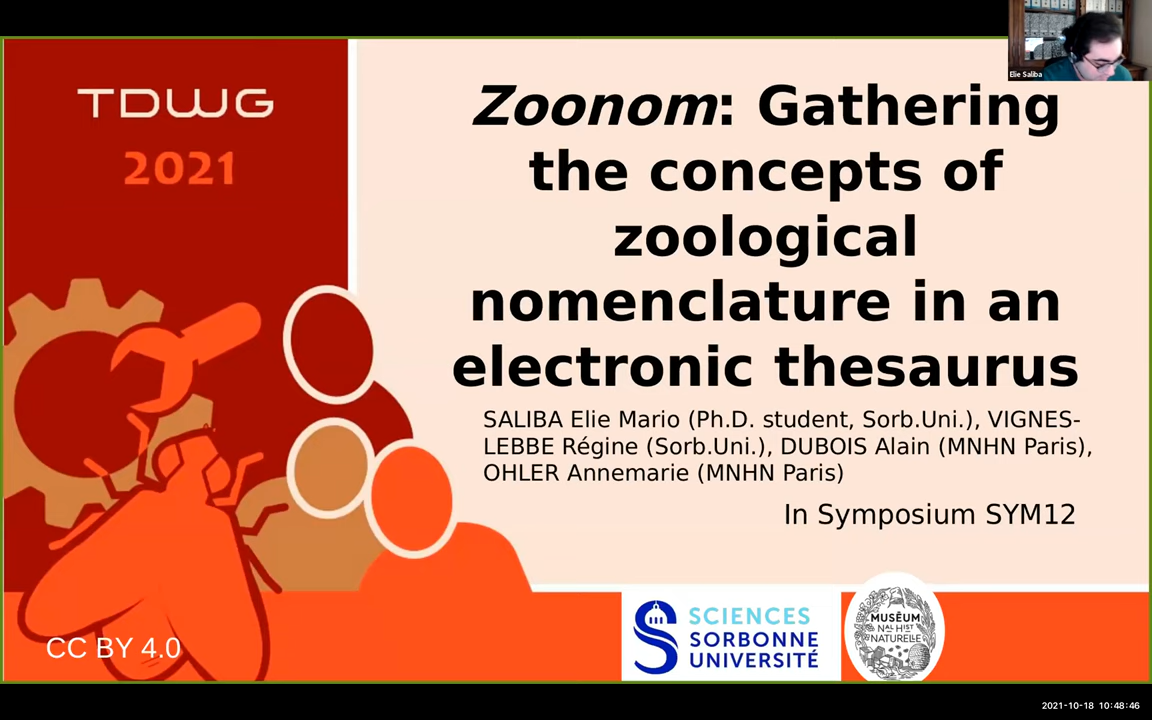 Elie Saliba
TDWG
2021
Zoonom: Gathering
the concepts of
zoological
nomenclature in an
electronic thesaurus
SALIBA Elie Mario (Ph.D. student, Sorb.Uni.), VIGNES-
LEBBE Régine (Sorb.Uni.), DUBOIS Alain (MNHN Paris),
OHLER Annemarie (MNHN Paris)
In Symposium SYM12
CC BY 4.0
SCIENCES
SORBONNE
UNIVERSITÉ
MUSĒUM
NAL HIST
NATURELLE
2021-10-18 10:48:46